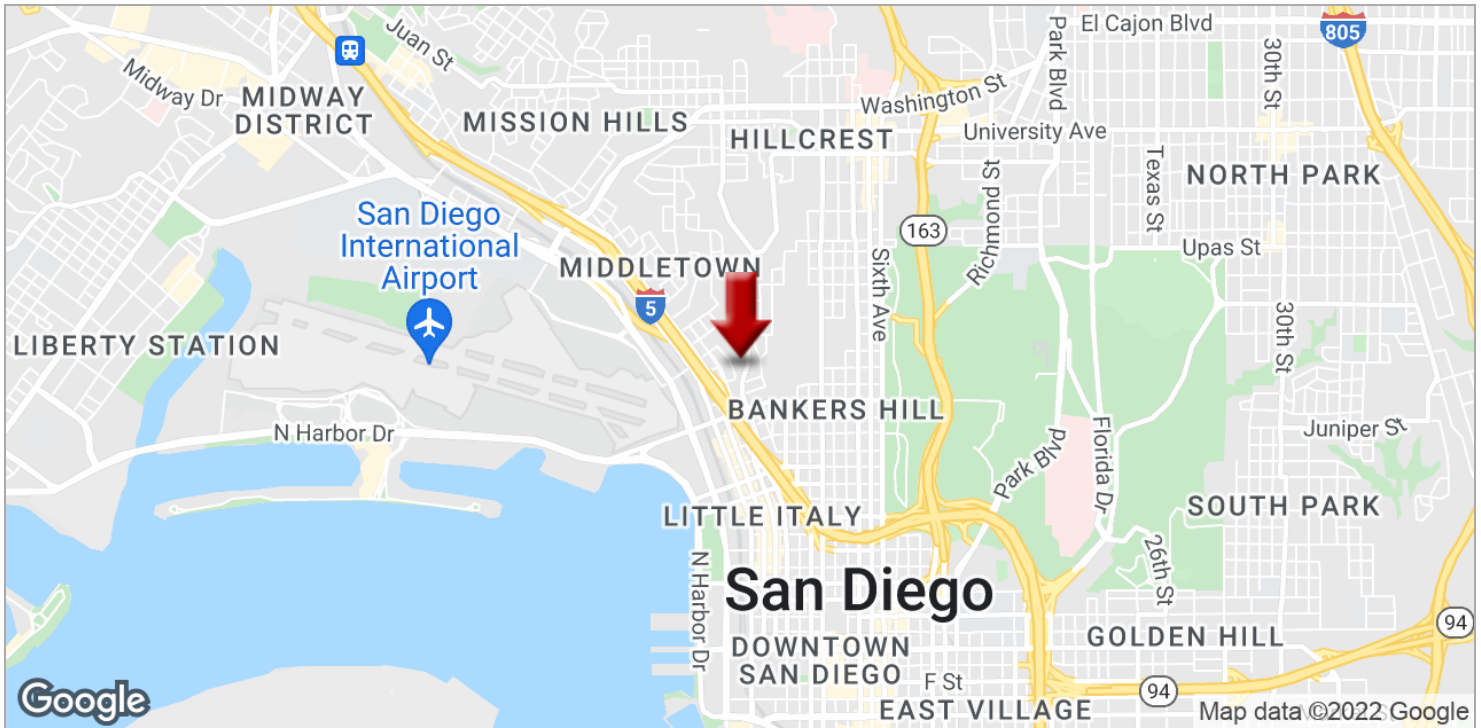 El Cajon Blvd
805
Juan St
Park Blvd
30th St
Midway Dr
MIDWAY
DISTRICT
MISSION HILLS
Washington St
HILLCREST
University Ave
Richmond St
Texas St
NORTH PARK
San Diego
International
Airport
163
Upas St
Sixth Ave
MIDDLETOWN
5
LIBERTY STATION
30th St
BANKERS HILL
N Harbor Dr
Park Blvd
Florida Dr
Juniper St
LITTLE ITALY
SOUTH PARK
N Harbor Dr
26th St
San Diego
DOWNTOWN
SAN DIEGO
GOLDEN HILL
94
F St
94
EAST VILLAGE
Google
Map data ©2022 Google